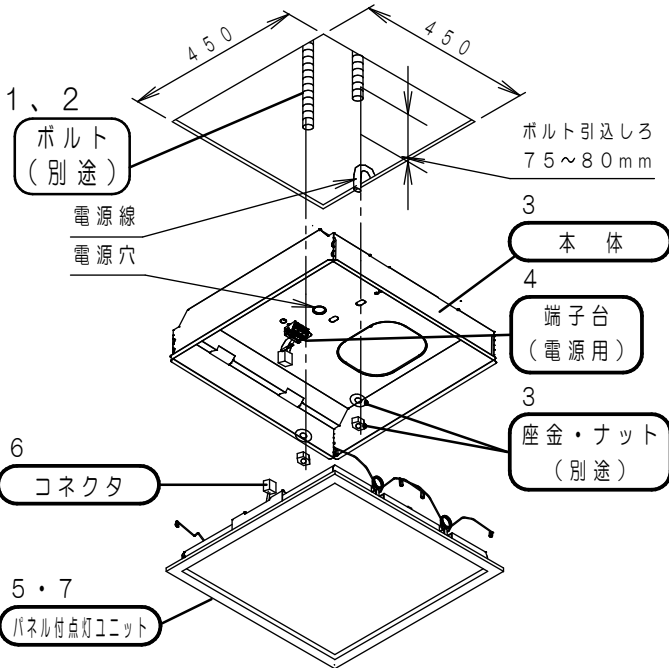 450
450
1、2
ボルト
(別途)
ボルト引込しろ
75~80mm
電源線
電源穴
3
本 体
4
端子台
(電源用)
3
座金・ナット
(別途)
6
コネクタ
5・7
パネル付点灯ユニット